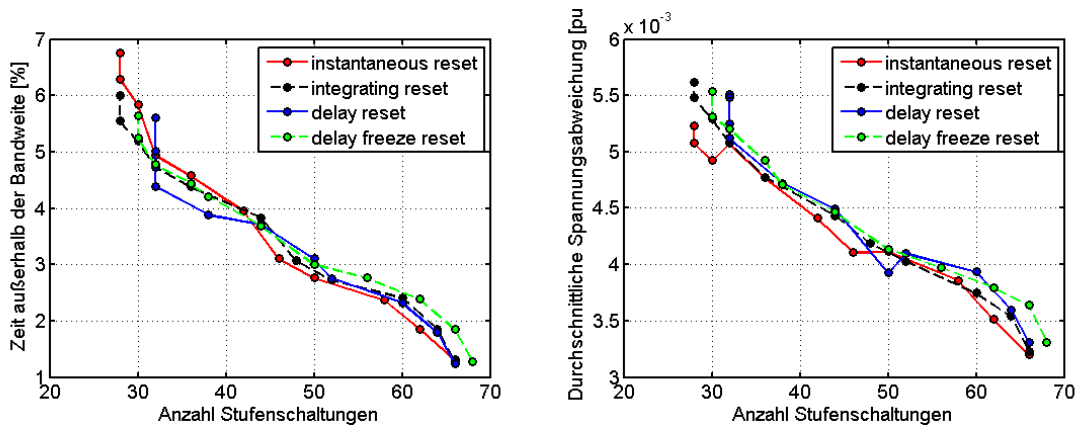 7
6
5
4
3
2
1
20
30
40
50
60
70
Zeit außerhalb der Bandweite [%]
Anzahl Stufenschaltungen
instantaneous reset
integrating reset
delay reset
delay freeze reset
6
x 10⁻³
5.5
5
4.5
4
3.5
3
20
30
40
50
60
70
Durchschnittliche Spannungsabweichung [pu
Anzahl Stufenschaltungen
instantaneous reset
integrating reset
delay reset
delay freeze reset